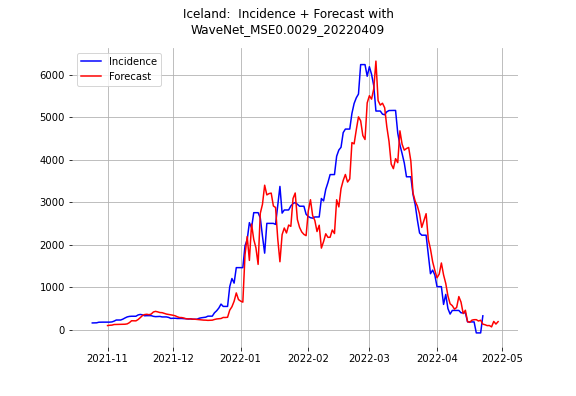 Iceland:  Incidence + Forecast with
WaveNet_MSE0.0029_20220409
Incidence
Forecast
6000
5000
4000
3000
2000
1000
0
2021-11 2021-12 2022-01 2022-02 2022-03 2022-04 2022-05